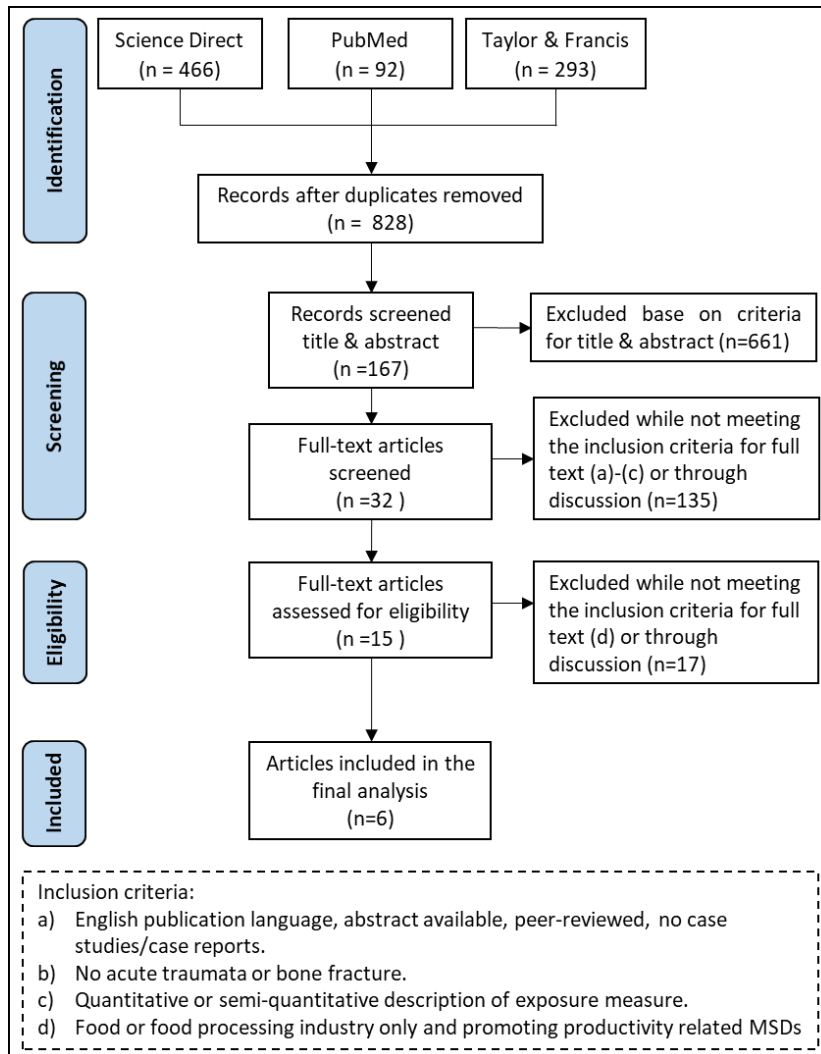 Identification
Science Direct
(n = 466)
PubMed
(n = 92)
Taylor & Francis
(n = 293)
Records after duplicates removed
(n = 828)
Screening
Records screened
title & abstract
(n =167)
Excluded base on criteria
for title & abstract (n=661)
Full-text articles
screened
(n =32 )
Excluded while not meeting
the inclusion criteria for full
text (a)-(c) or through
discussion (n=135)
Eligibility
Full-text articles
assessed for eligibility
(n =15 )
Excluded while not meeting
the inclusion criteria for full
text (d) or through
discussion (n=17)
Included
Articles included in the
final analysis
(n=6)
Inclusion criteria:
a) English publication language, abstract available, peer-reviewed, no case
studies/case reports.
b) No acute traumata or bone fracture.
c) Quantitative or semi-quantitative description of exposure measure.
d) Food or food processing industry only and promoting productivity related MSDs